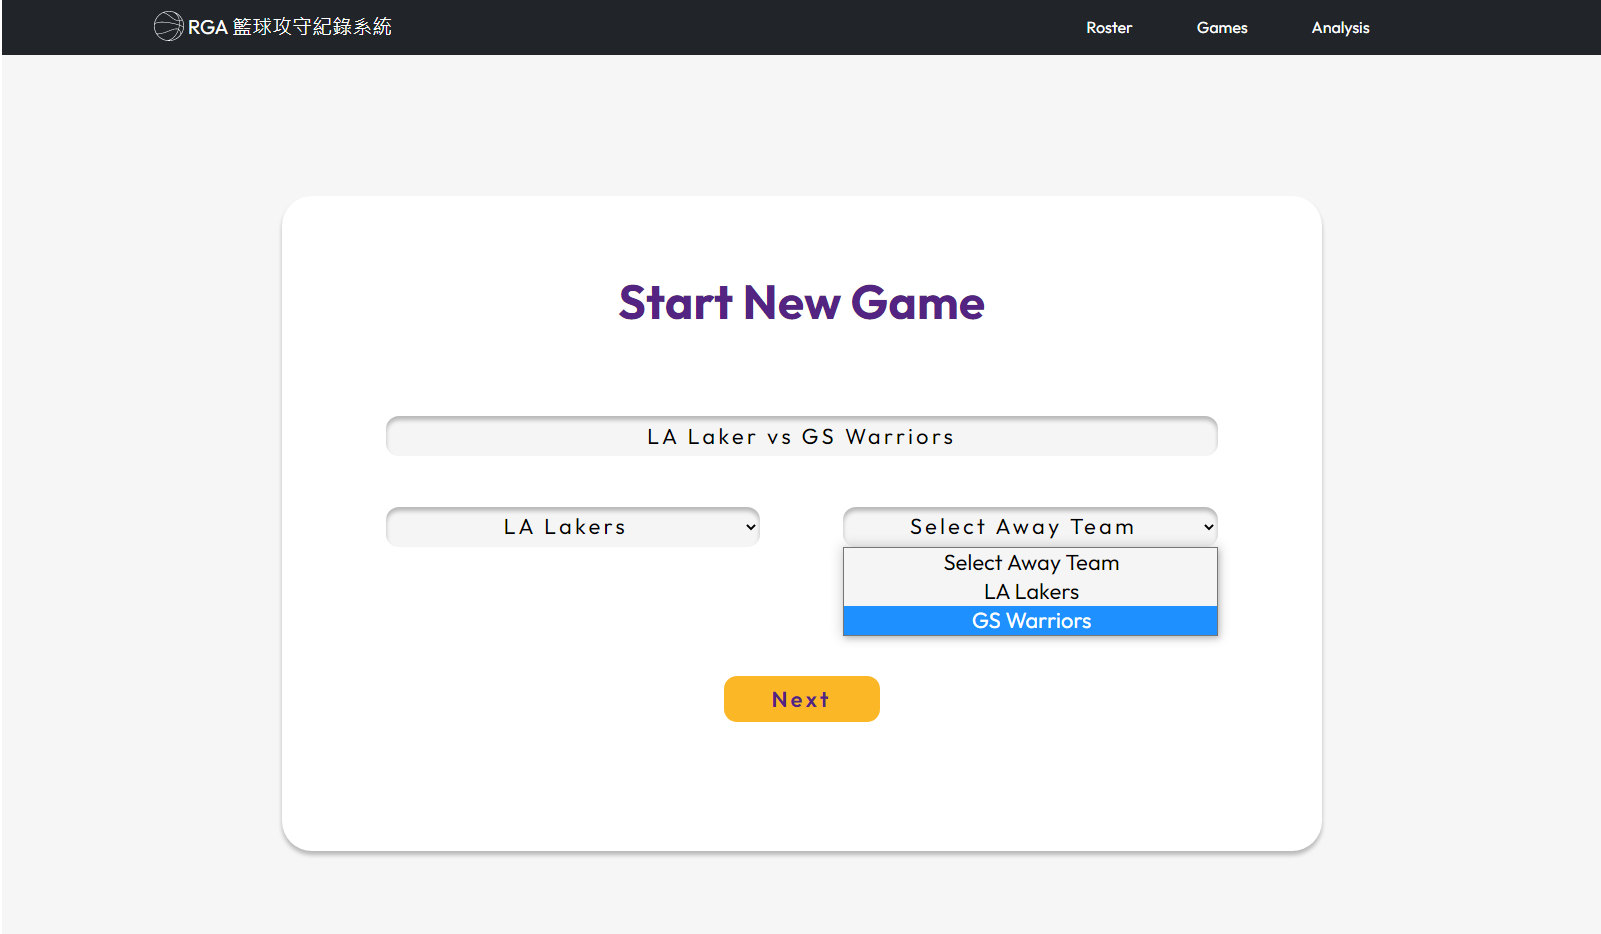 RGA 籃球攻守紀錄系統
Roster
Games
Analysis
Start New Game
LA Laker vs GS Warriors
LA Lakers
Select Away Team
Select Away Team
LA Lakers
GS Warriors
Next